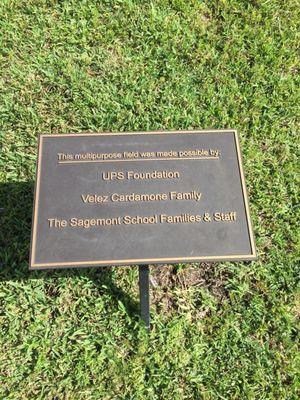 This multipurpose field was made possible by:
UPS Foundation
Velez Cardamone Family
The Sagemont School Families & Staff